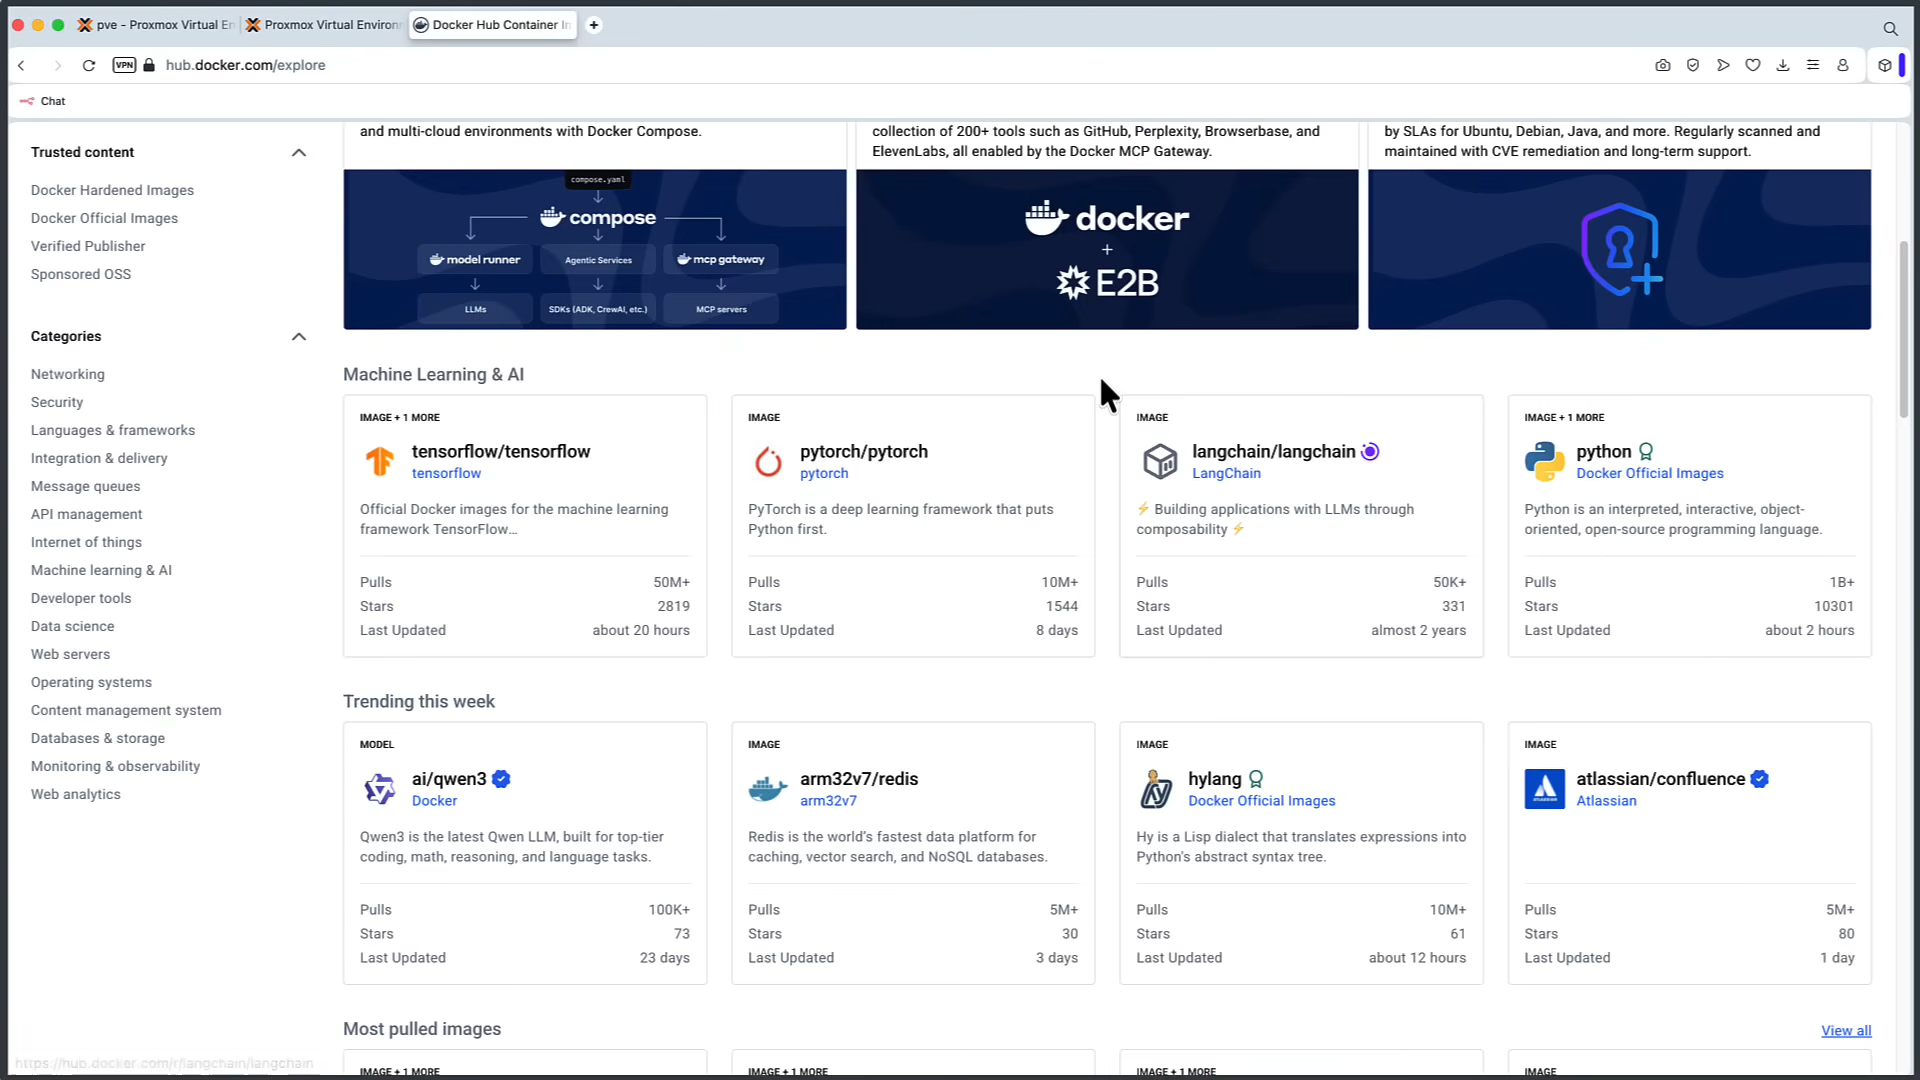 pve - Proxmox Virtual En
Proxmox Virtual Environ
Docker Hub Container In
VPN
hub.docker.com/explore
Chat
Trusted content
Docker Hardened Images
Docker Official Images
Verified Publisher
Sponsored OSS
Categories
Networking
Security
Languages & frameworks
Integration & delivery
Message queues
API management
Internet of things
Machine learning & AI
Developer tools
Data science
Web servers
Operating systems
Content management system
Databases & storage
Monitoring & observability
Web analytics
and multi-cloud environments with Docker Compose.
compose.yaml
compose
model runner
Agentic Services
mcp gateway
LLMs
SDKs (ADK, CrewAI, etc.)
MCP servers
collection of 200+ tools such as GitHub, Perplexity, Browserbase, and
ElevenLabs, all enabled by the Docker MCP Gateway.
docker
+
E2B
by SLAs for Ubuntu, Debian, Java, and more. Regularly scanned and
maintained with CVE remediation and long-term support.
Machine Learning & AI
IMAGE + 1 MORE
tensorflow/tensorflow
tensorflow
Official Docker images for the machine learning
framework TensorFlow...
Pulls 50M+
Stars 2819
Last Updated about 20 hours
IMAGE
pytorch/pytorch
pytorch
PyTorch is a deep learning framework that puts
Python first.
Pulls 10M+
Stars 1544
Last Updated 8 days
IMAGE
langchain/langchain
LangChain
⚡ Building applications with LLMs through
composability ⚡
Pulls 50K+
Stars 331
Last Updated almost 2 years
IMAGE + 1 MORE
python
Docker Official Images
Python is an interpreted, interactive, object-
oriented, open-source programming language.
Pulls 1B+
Stars 10301
Last Updated about 2 hours
Trending this week
MODEL
ai/qwen3
Docker
Qwen3 is the latest Qwen LLM, built for top-tier
coding, math, reasoning, and language tasks.
Pulls 100K+
Stars 73
Last Updated 23 days
IMAGE
arm32v7/redis
arm32v7
Redis is the world's fastest data platform for
caching, vector search, and NoSQL databases.
Pulls 5M+
Stars 30
Last Updated 3 days
IMAGE
hylang
Docker Official Images
Hy is a Lisp dialect that translates expressions into
Python's abstract syntax tree.
Pulls 10M+
Stars 61
Last Updated about 12 hours
IMAGE
ATLASSIAN
atlassian/confluence
Atlassian
Pulls 5M+
Stars 80
Last Updated 1 day
Most pulled images
View all
IMAGE + 1 MORE
IMAGE + 1 MORE
IMAGE + 1 MORE
IMAGE
https://hub.docker.com/r/langchain/langchain